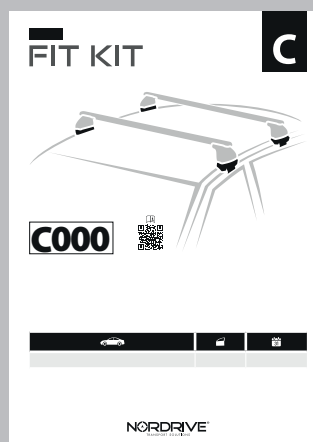 C
FIT KIT
C000
NORDRIVE
TRANSPORT SOLUTIONS